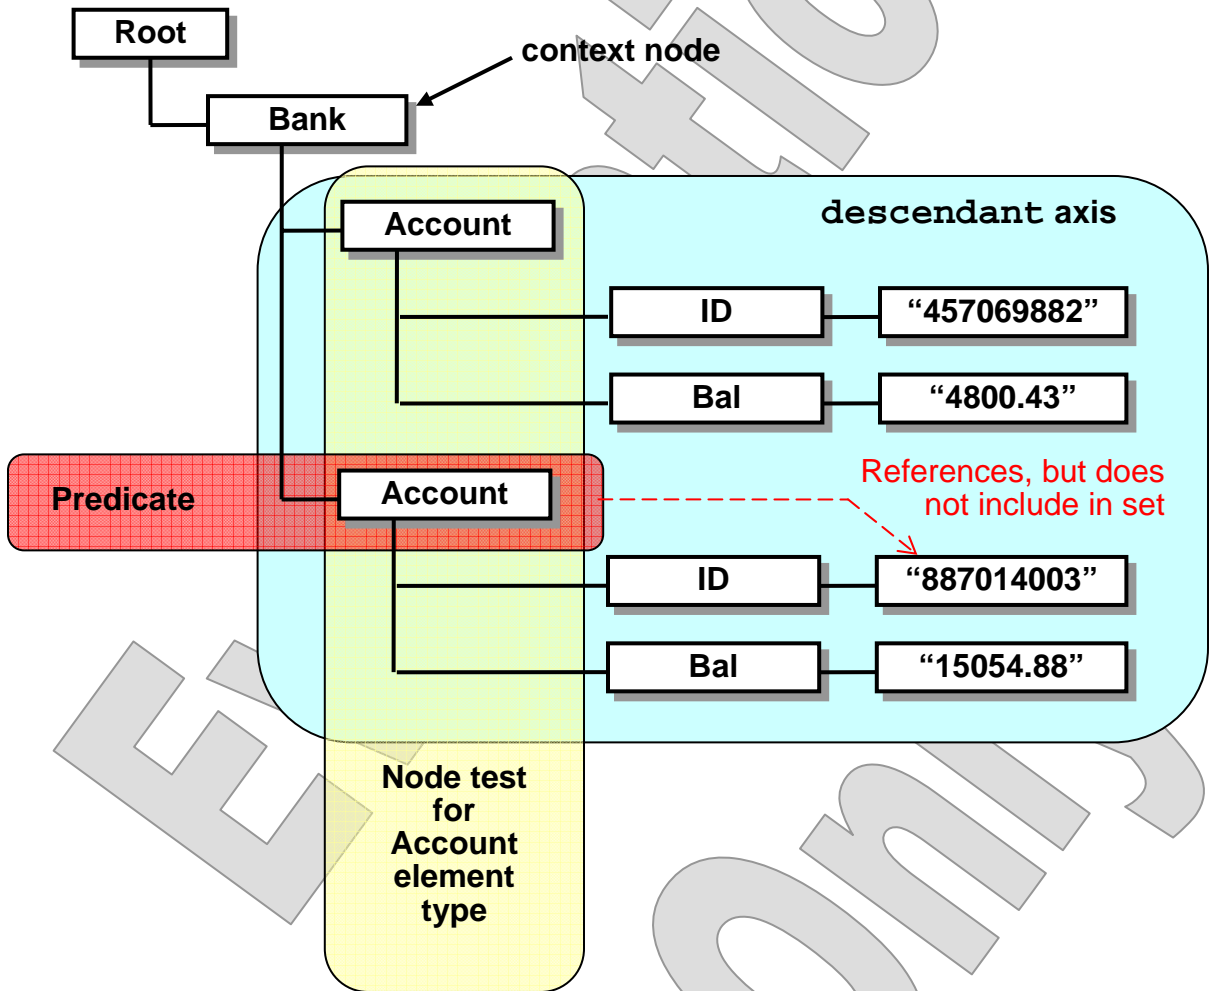 Root
context node
Bank
descendant axis
Account
ID
“457069882”
Bal
“4800.43”
Predicate
Account
References, but does
not include in set
ID
“887014003”
Bal
“15054.88”
Node test
for
Account
element
type